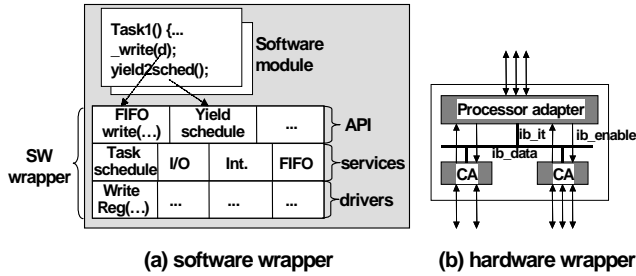 Task1() {...
_write(d);
yield2sched();
Software
module
FIFO
write(...)
Yield
schedule
...
API
SW
wrapper
Task
schedule
I/O
Int.
FIFO
services
Write
Reg(...)
...
...
...
drivers
(a) software wrapper
Processor adapter
ib_it
ib_enable
ib_data
CA
CA
(b) hardware wrapper